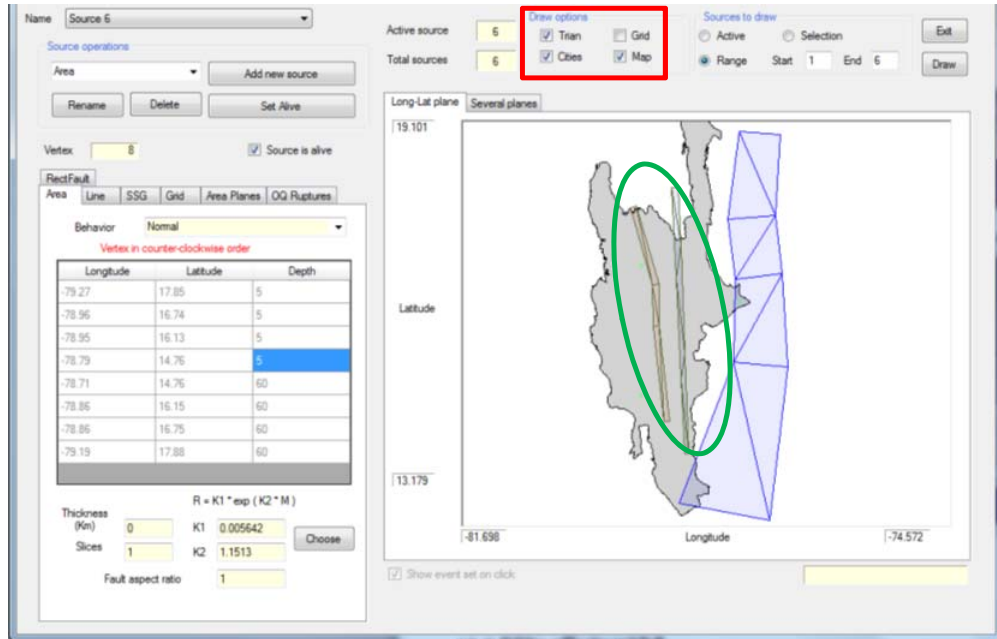 Name Source 6
Source operations
Area Add new source
Rename Delete Set Alive
Vertex 8 Source is alive
RectFault
Area Line SSG Grid Area Planes OQ Ruptures
Behavior Normal
Vertex in counter-clockwise order
Longitude Latitude Depth
-79.27 17.85 5
-78.96 16.74 5
-78.95 16.13 5
-78.79 14.76 5
-78.71 14.76 60
-78.86 16.15 60
-78.86 16.75 60
-79.19 17.88 60
R = K1 * exp ( K2 * M )
Thickness
(Km) 0 K1 0.005642
Choose
Slices 1 K2 1.1513
Fault aspect ratio 1
Active source 6
Total sources 6
Draw options
Trian Grid
Cities Map
Sources to draw
Active Selection
Range Start 1 End 6
Exit
Draw
Long-Lat plane Several planes
19.101
Latitude
13.179
-81.698 Longitude -74.572
Show event set on click